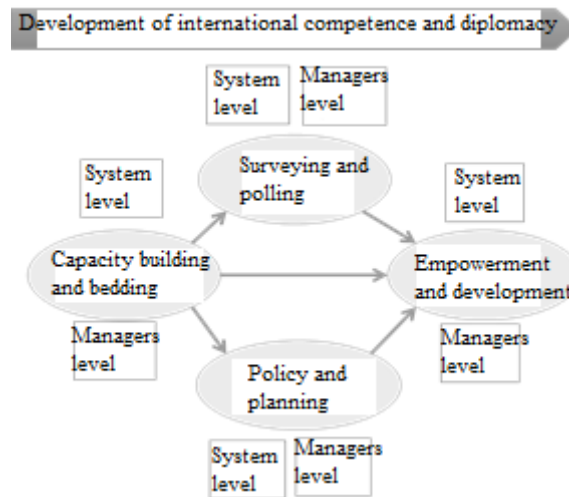 Development of international competence and diplomacy
System
level
Managers
level
Surveying and
polling
System
level
System
level
Capacity building
and bedding
Empowerment
and development
Managers
level
Managers
level
Policy and
planning
System
level
Managers
level